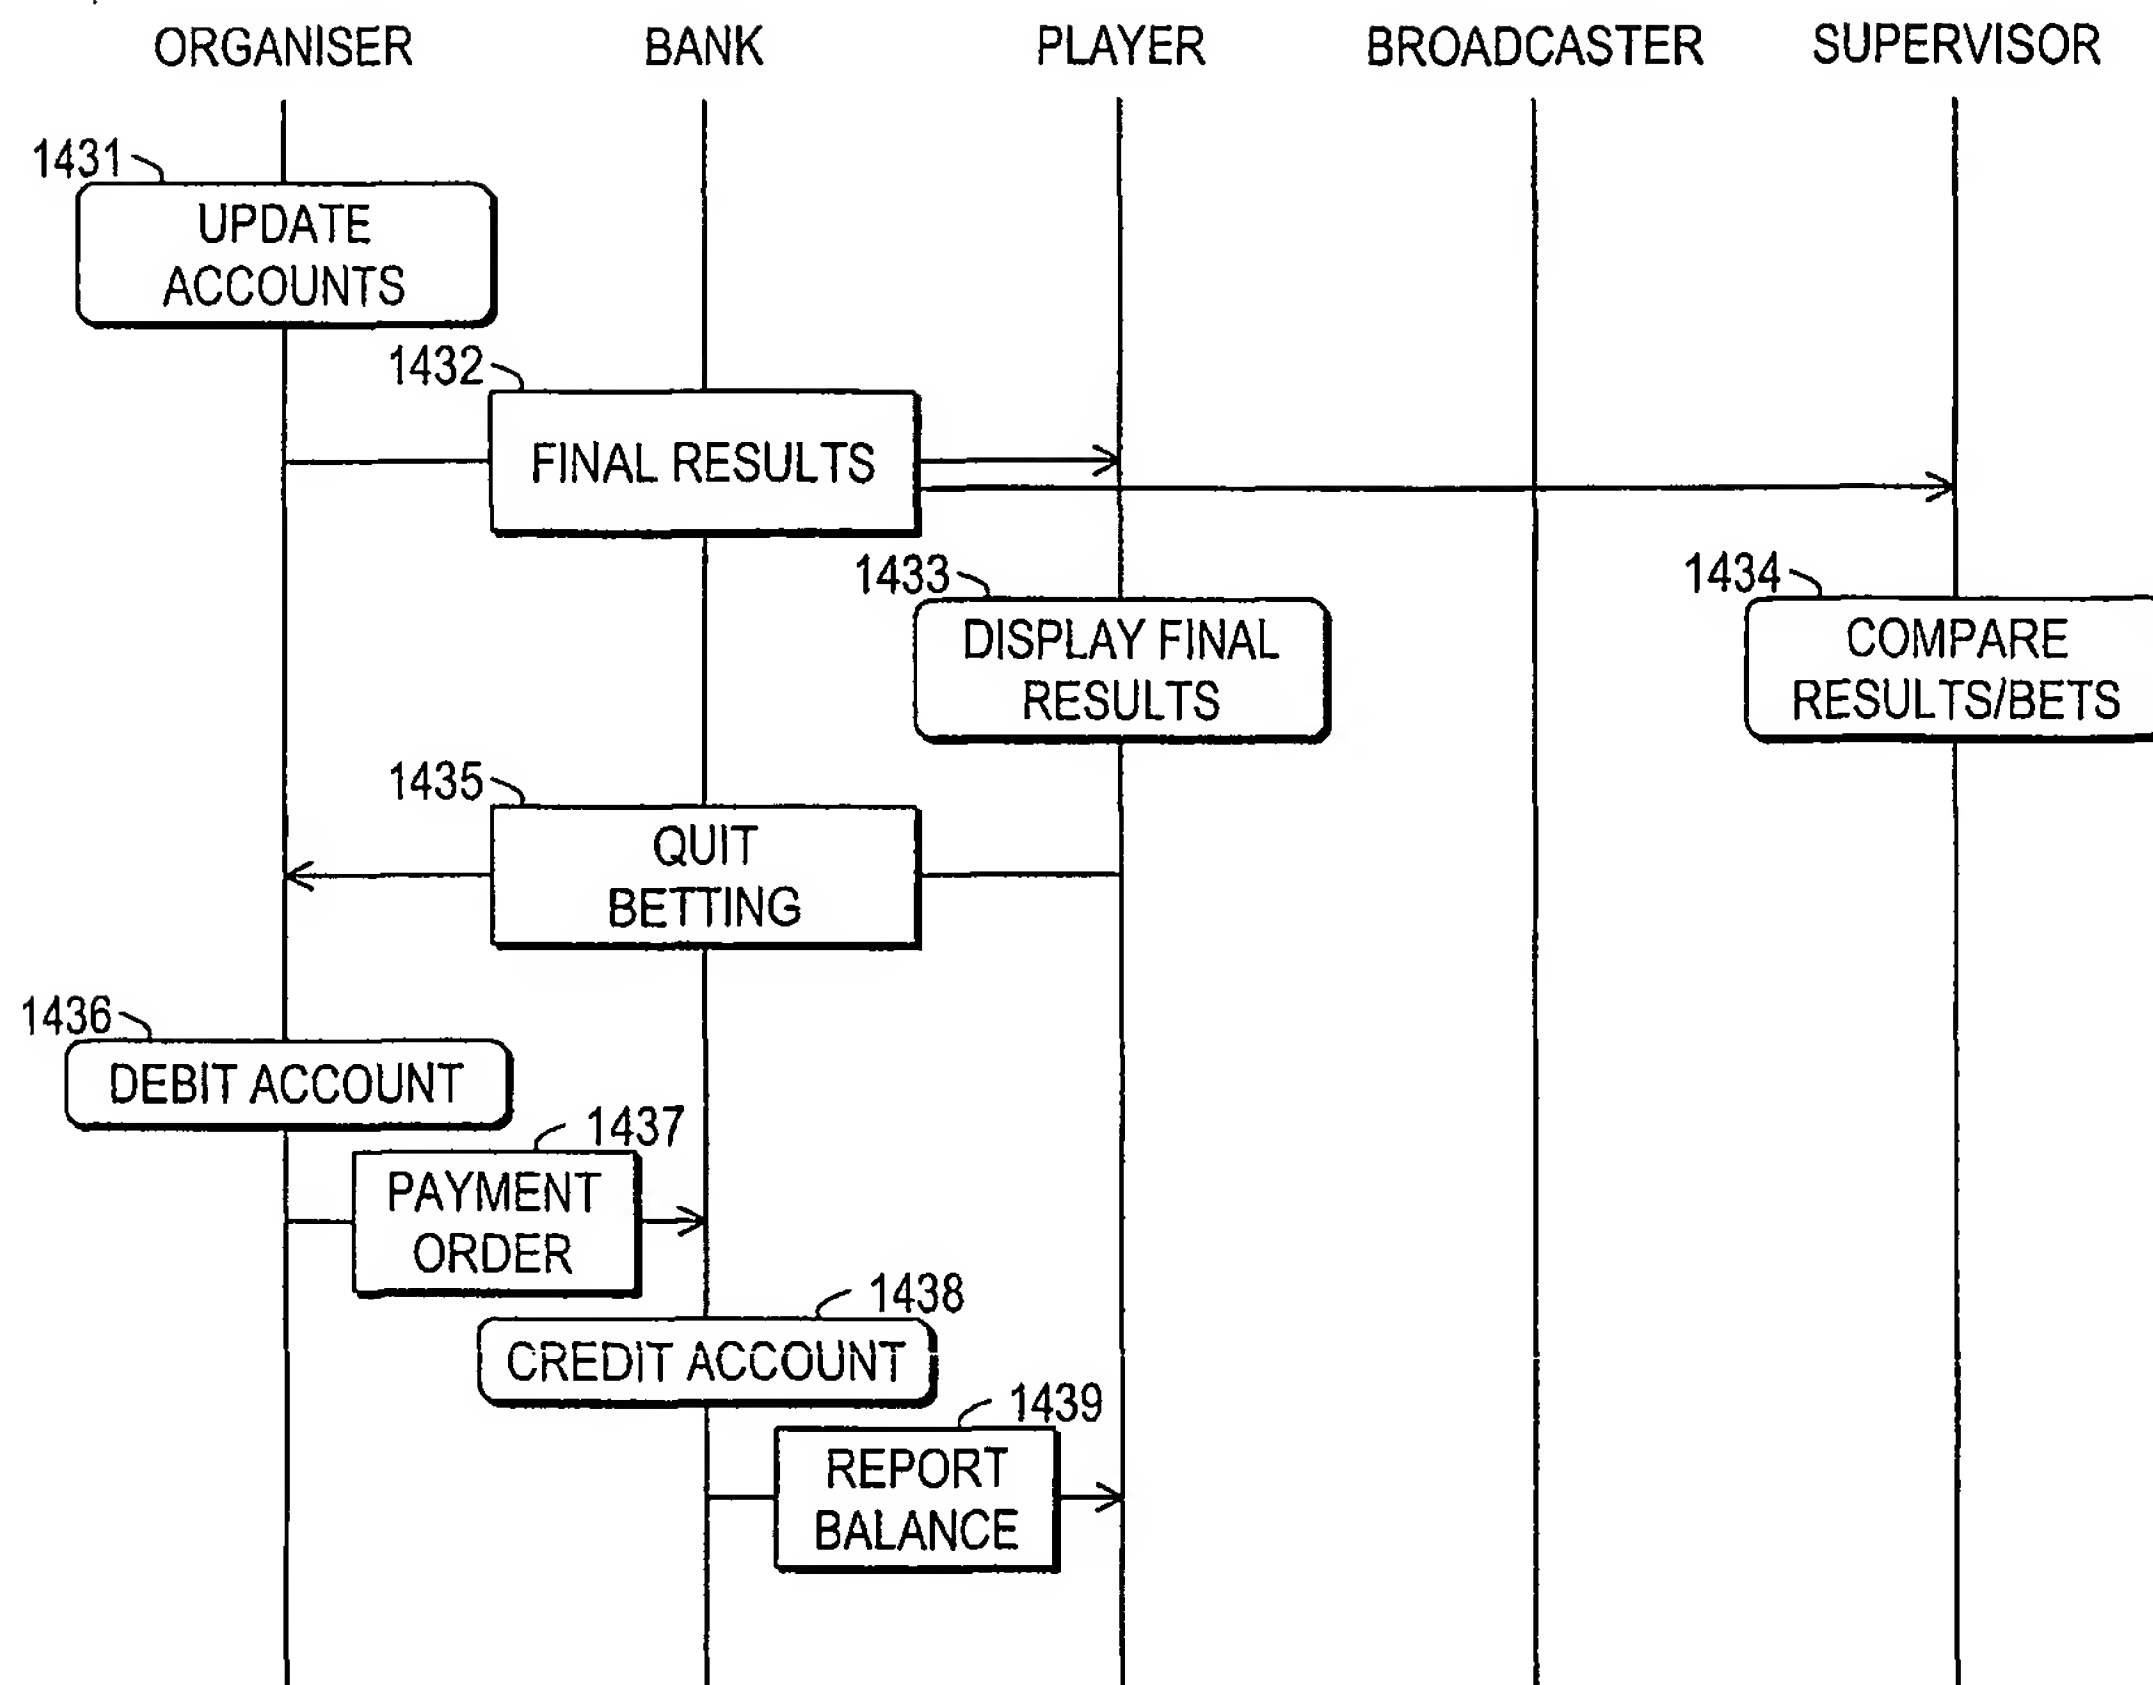 ORGANISER BANK PLAYER BROADCASTER SUPERVISOR
1431
UPDATE
ACCOUNTS
1432
FINAL RESULTS
1433
DISPLAY FINAL
RESULTS
1434
COMPARE
RESULTS/BETS
1435
QUIT
BETTING
1436
DEBIT ACCOUNT
1437
PAYMENT
ORDER
1438
CREDIT ACCOUNT
1439
REPORT
BALANCE